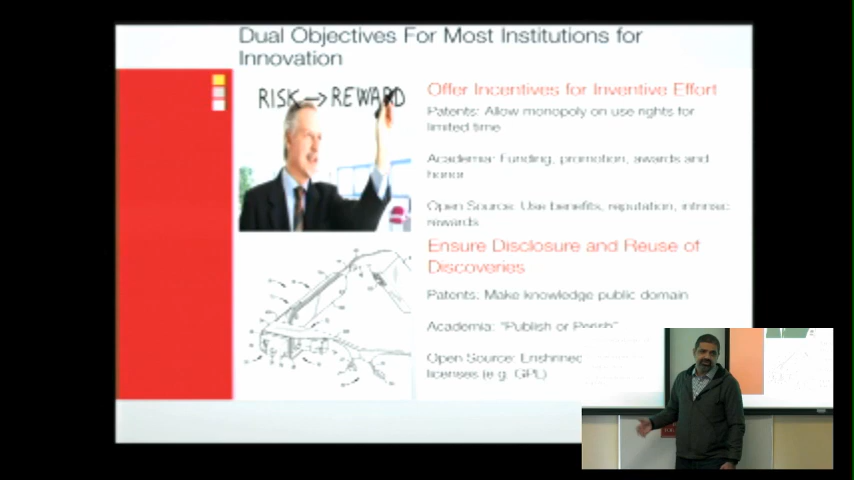 Dual Objectives For Most Institutions for
Innovation
RISK → REWARD
Offer Incentives for Inventive Effort
Patents: Allow monopoly on use rights for
limited time
Academia: Funding, promotion, awards and
honor
Open Source: Use benefits, reputation, intrinsic
rewards
Ensure Disclosure and Reuse of
Discoveries
Patents: Make knowledge public domain
Academia: "Publish or Perish"
Open Source: Enshrined
licenses (e.g. GPL)